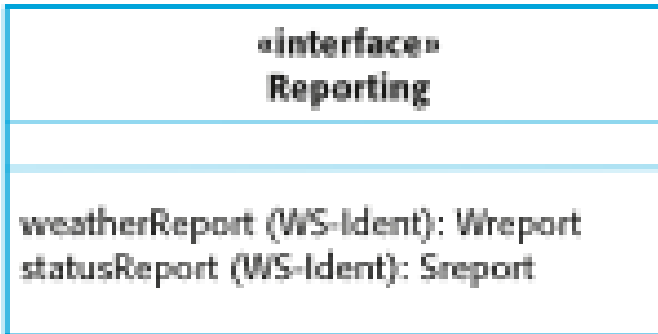 «interface»
Reporting
weatherReport (WS-Ident): Wreport
statusReport (WS-Ident): Sreport